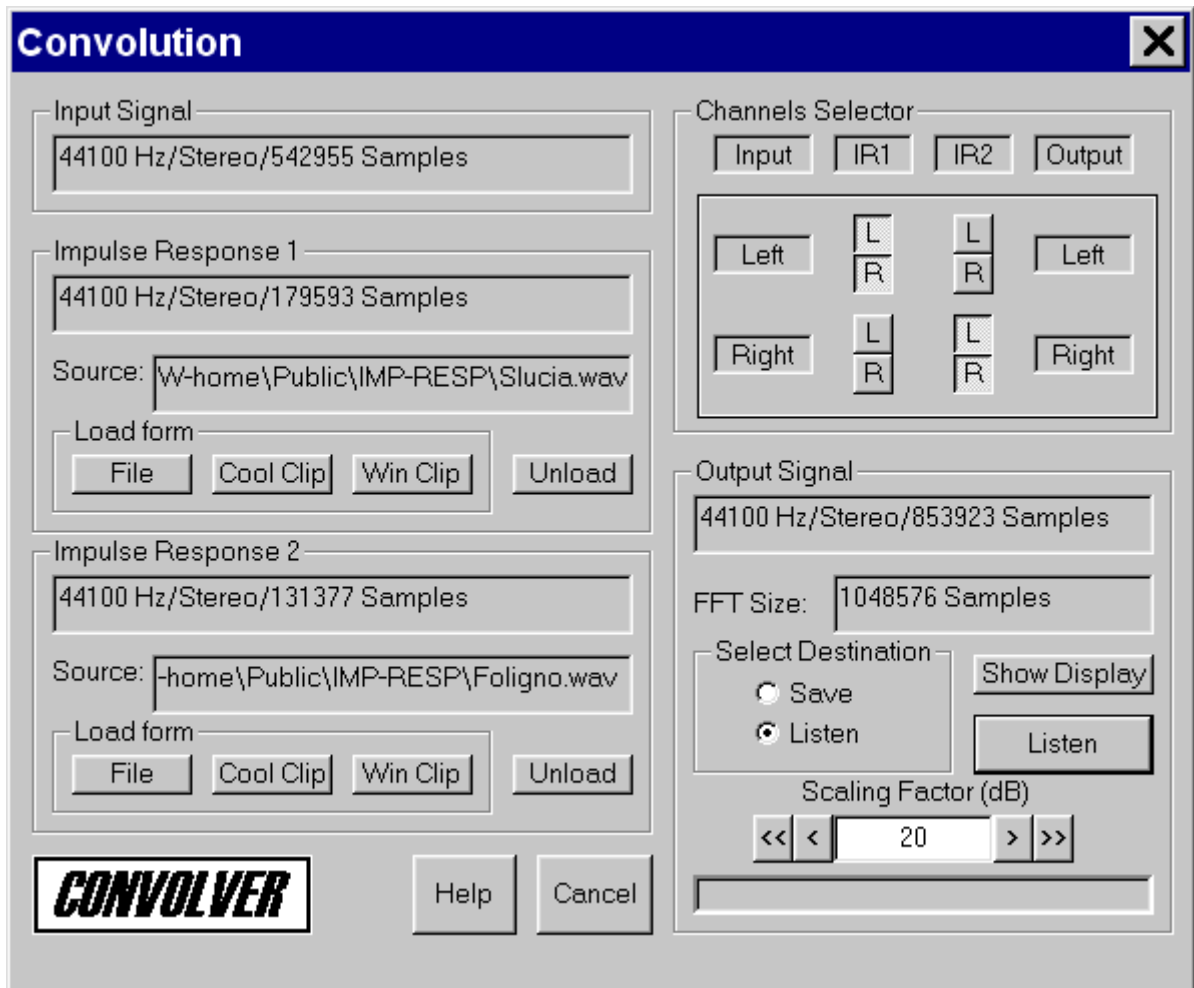 Convolution
Input Signal
44100 Hz/Stereo/542955 Samples
Impulse Response 1
44100 Hz/Stereo/179593 Samples
Source: W-home\Public\IMP-RESP\Slucia.wav
Load form
File Cool Clip Win Clip Unload
Impulse Response 2
44100 Hz/Stereo/131377 Samples
Source: -home\Public\IMP-RESP\Foligno.wav
Load form
File Cool Clip Win Clip Unload
CONVOLVER
Help Cancel
Channels Selector
Input IR1 IR2 Output
Left L R L R Left
Right L R L R Right
Output Signal
44100 Hz/Stereo/853923 Samples
FFT Size: 1048576 Samples
Select Destination
Save
Listen
Show Display
Listen
Scaling Factor (dB)
<< < 20 > >>